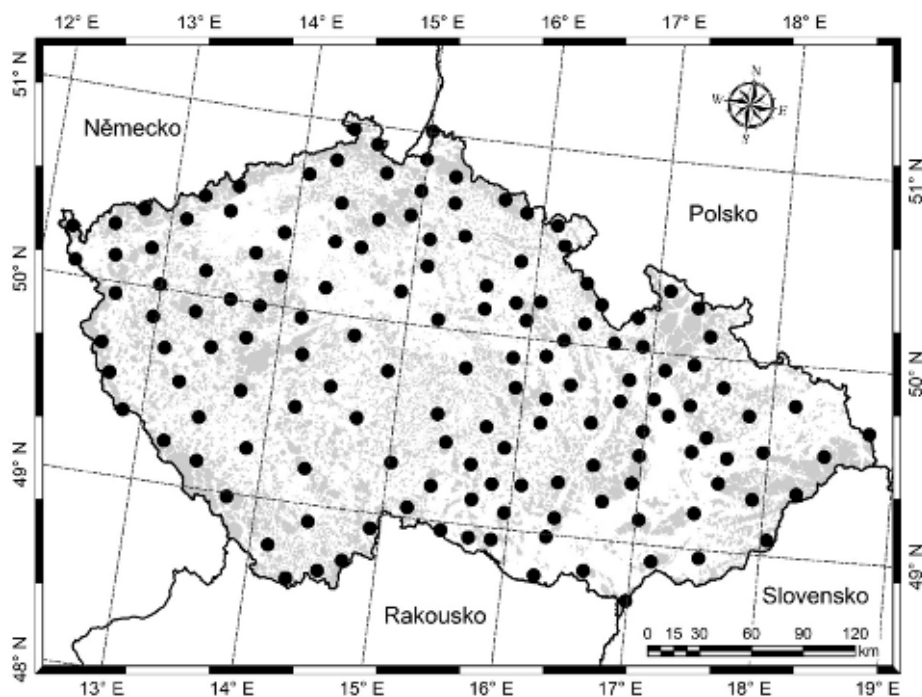 12° E 13° E 14° E 15° E 16° E 17° E 18° E
51° N
51° N
N
W E
S
Německo
Polsko
50° N
50° N
49° N
49° N
48° N
Rakousko
Slovensko
0 15 30 60 90 120
km
13° E 14° E 15° E 16° E 17° E 18° E 19° E